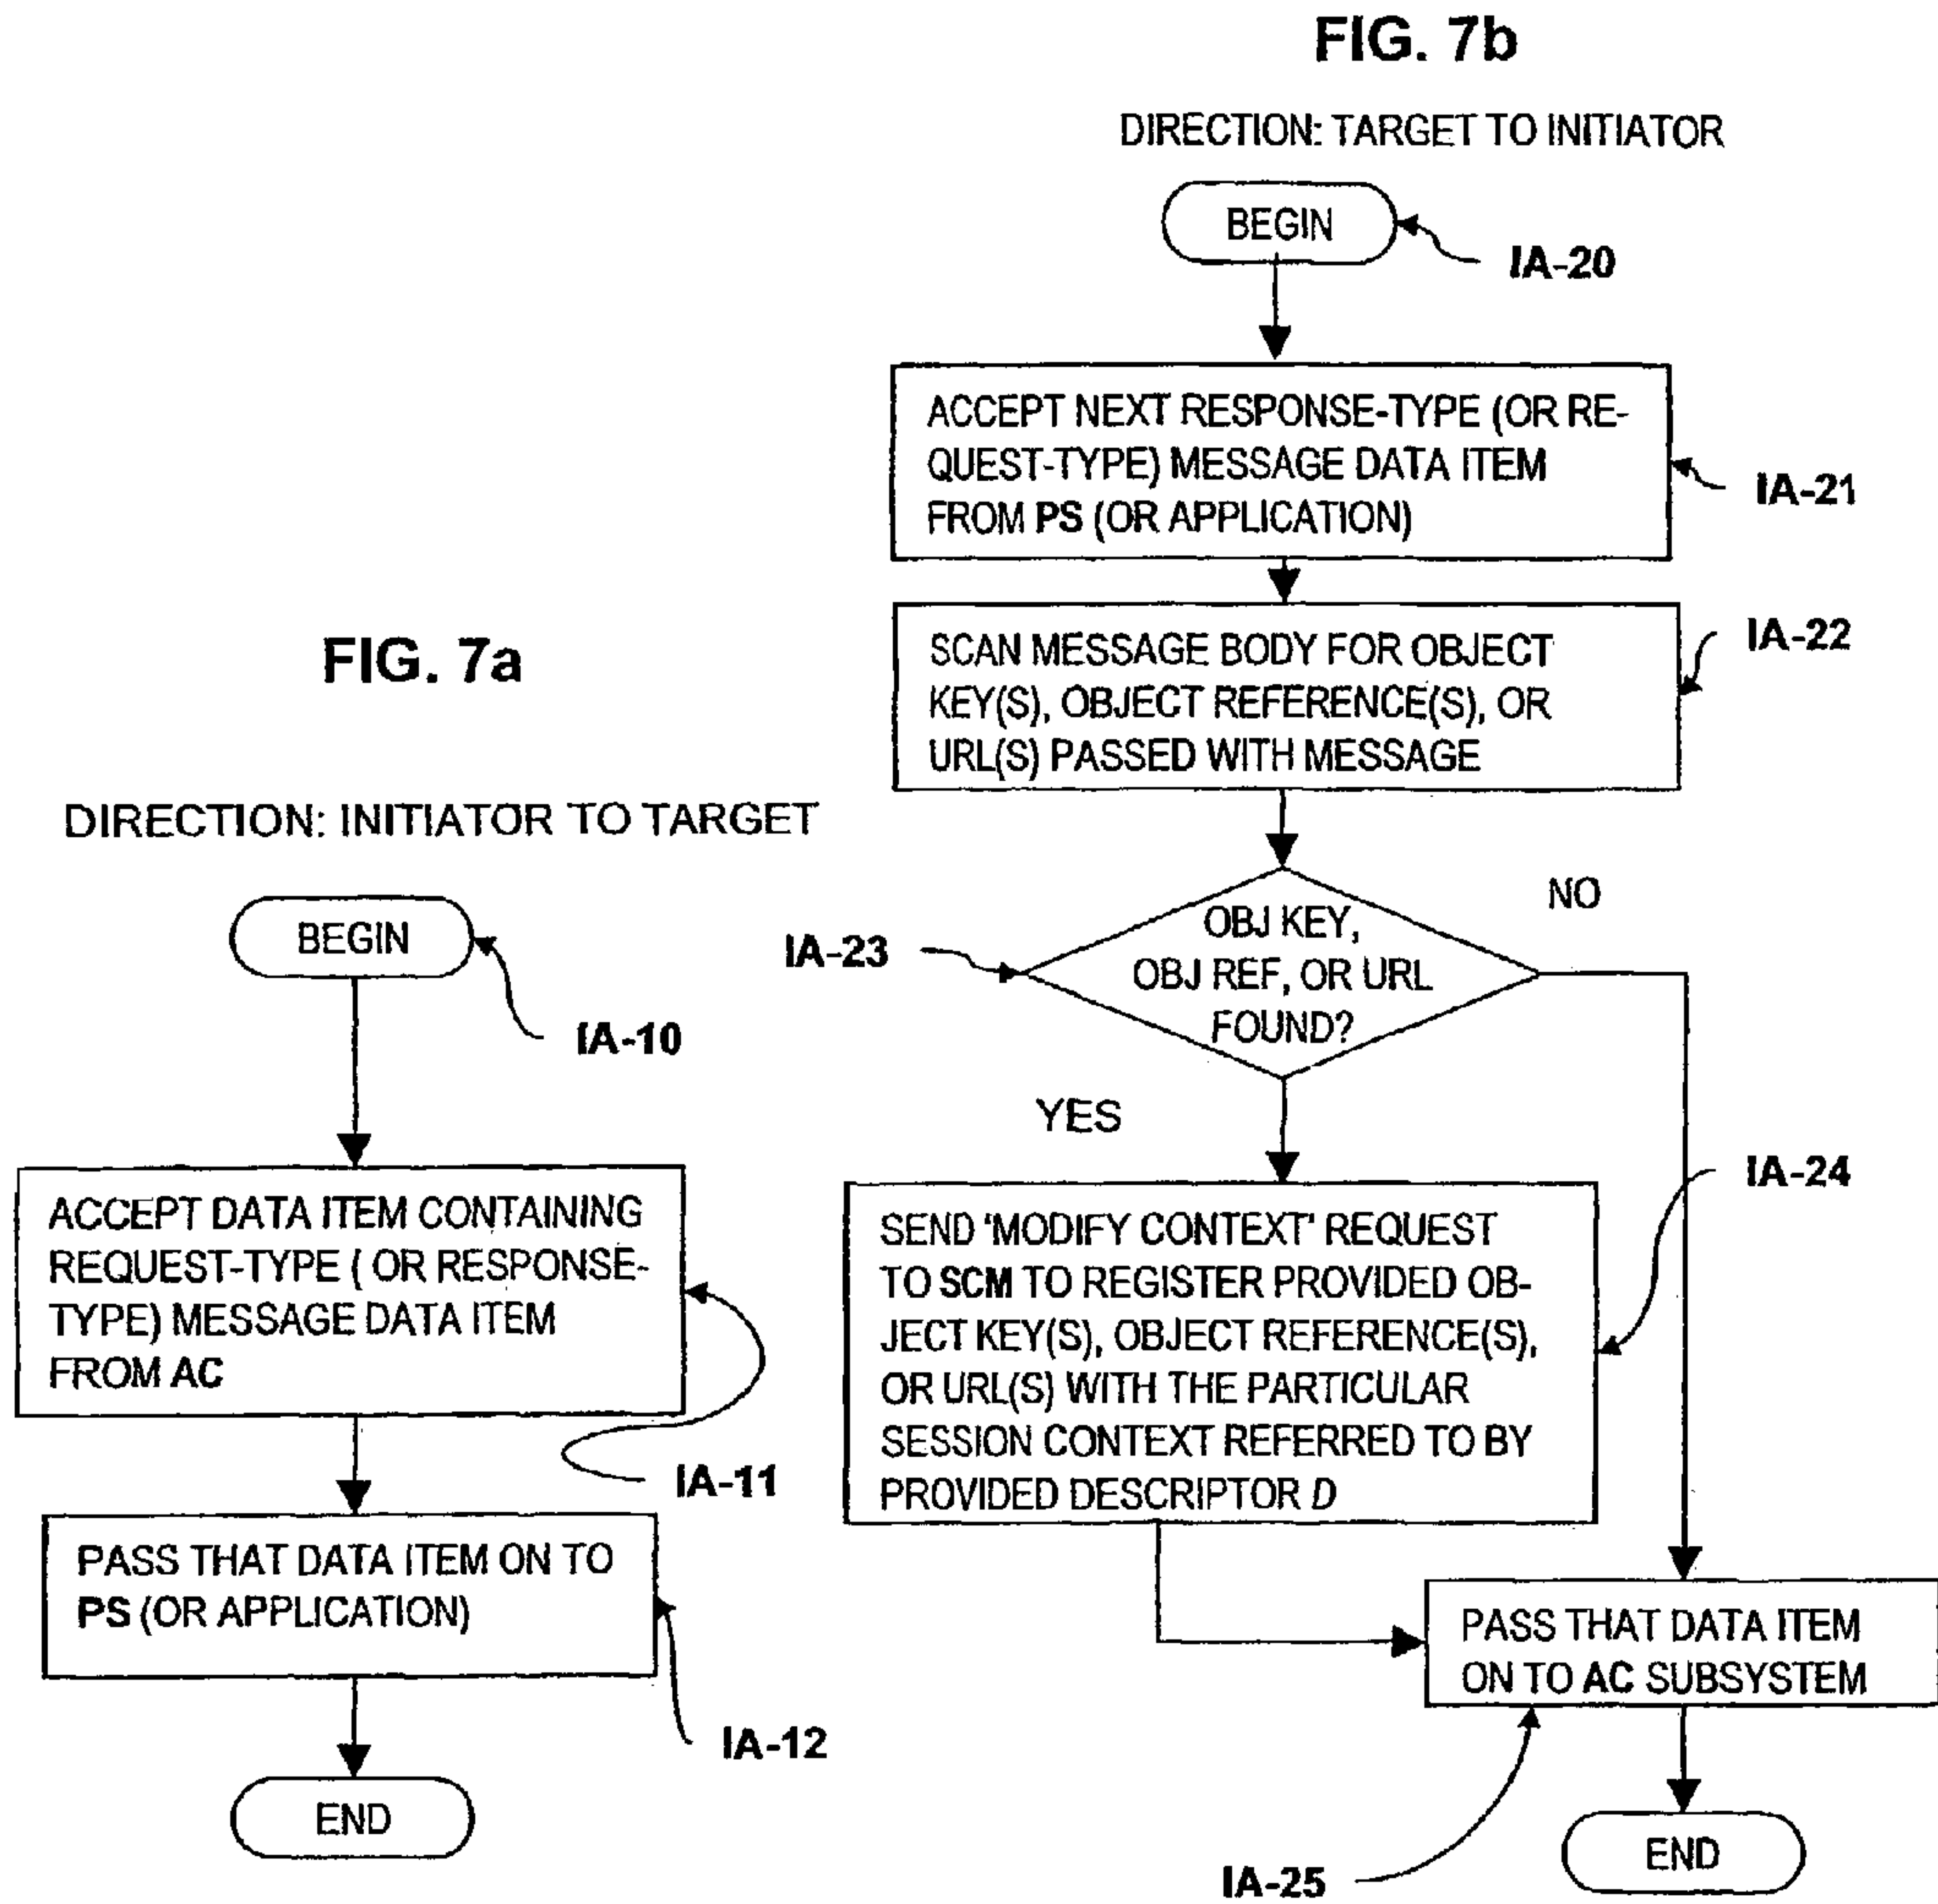 FIG. 7b
DIRECTION: TARGET TO INITIATOR
BEGIN
IA-20
ACCEPT NEXT RESPONSE-TYPE (OR RE-
QUEST-TYPE) MESSAGE DATA ITEM
FROM PS (OR APPLICATION)
IA-21
SCAN MESSAGE BODY FOR OBJECT
KEY(S), OBJECT REFERENCE(S), OR
URL(S) PASSED WITH MESSAGE
IA-22
OBJ KEY,
OBJ REF, OR URL
FOUND?
IA-23
NO
YES
SEND 'MODIFY CONTEXT' REQUEST
TO SCM TO REGISTER PROVIDED OB-
JECT KEY(S), OBJECT REFERENCE(S),
OR URL(S) WITH THE PARTICULAR
SESSION CONTEXT REFERRED TO BY
PROVIDED DESCRIPTOR D
IA-24
PASS THAT DATA ITEM
ON TO AC SUBSYSTEM
IA-25
END
FIG. 7a
DIRECTION: INITIATOR TO TARGET
BEGIN
IA-10
ACCEPT DATA ITEM CONTAINING
REQUEST-TYPE ( OR RESPONSE-
TYPE) MESSAGE DATA ITEM
FROM AC
IA-11
PASS THAT DATA ITEM ON TO
PS (OR APPLICATION)
IA-12
END